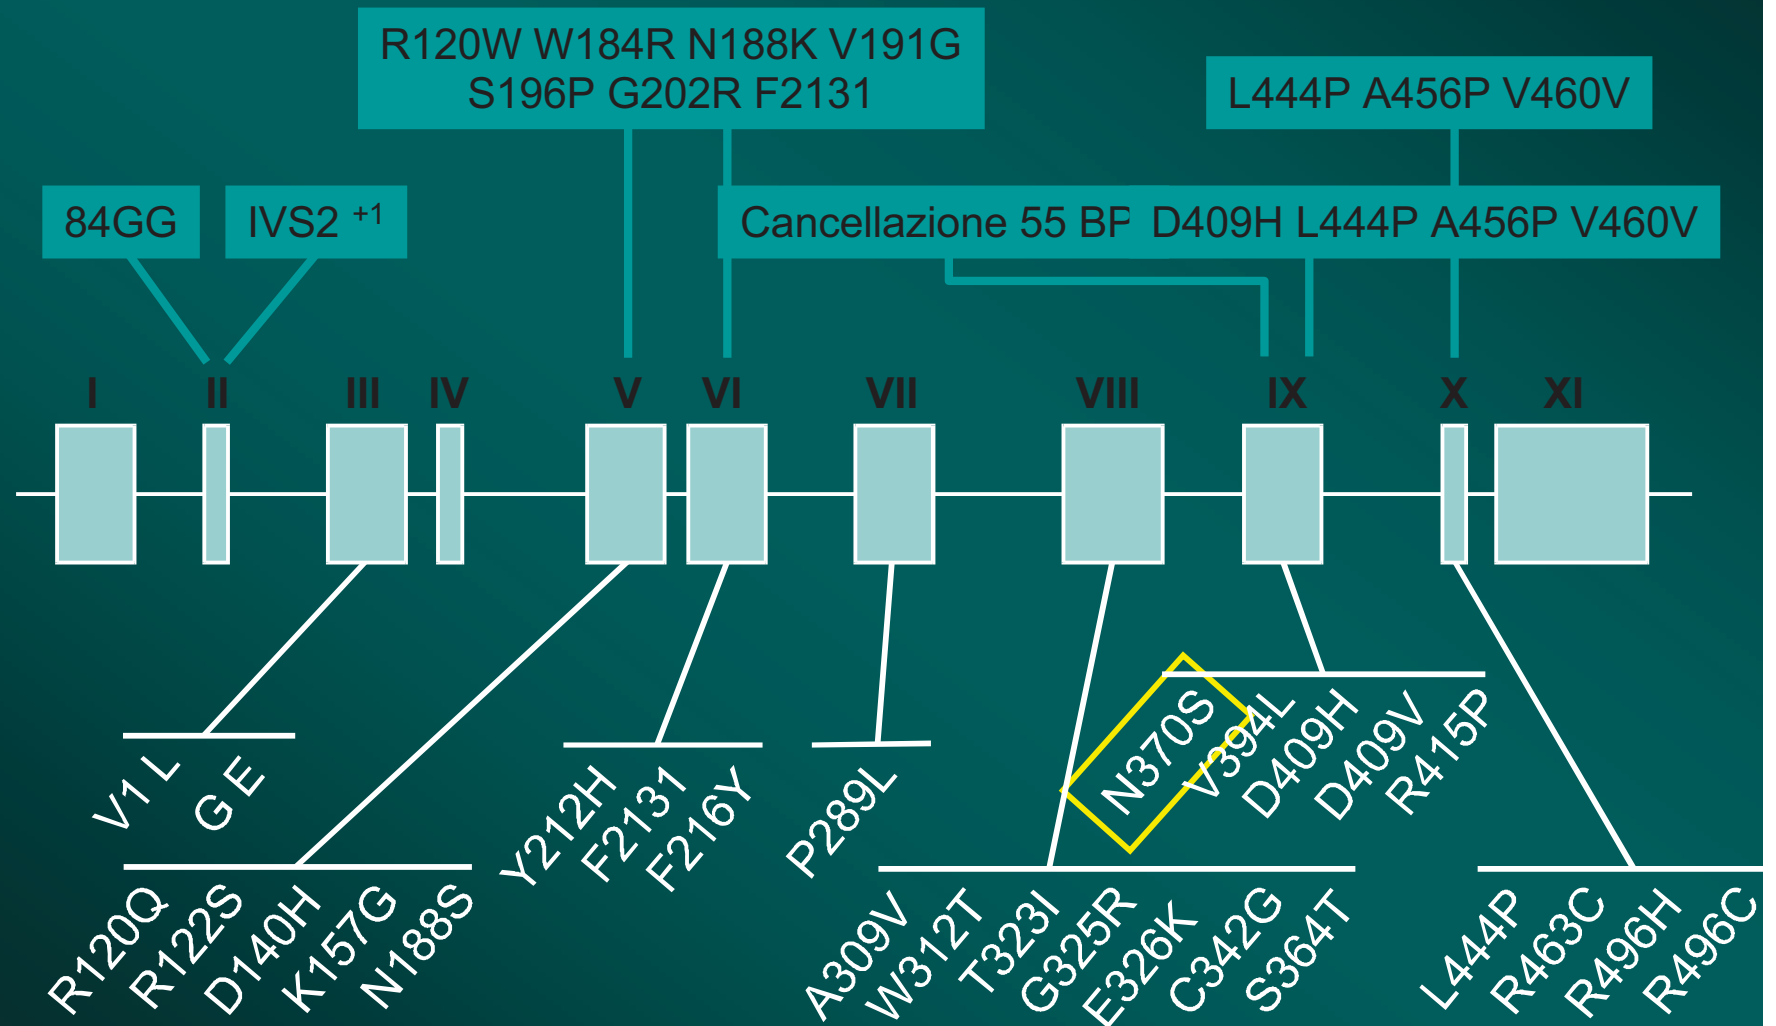 R120W W184R N188K V191G
S196P G202R F2131
L444P A456P V460V
84GG
IVS2 +1
Cancellazione 55 BP
D409H L444P A456P V460V
I
II
III
IV
V
VI
VII
VIII
IX
X
XI
V1 L
G E
R120Q
R122S
D140H
K157G
N188S
Y212H
F2131
F216Y
P289L
A309V
W312T
T323I
G325R
E326K
C342G
S364T
N370S
V394L
D409H
D409V
R415P
L444P
R463C
R496H
R496C